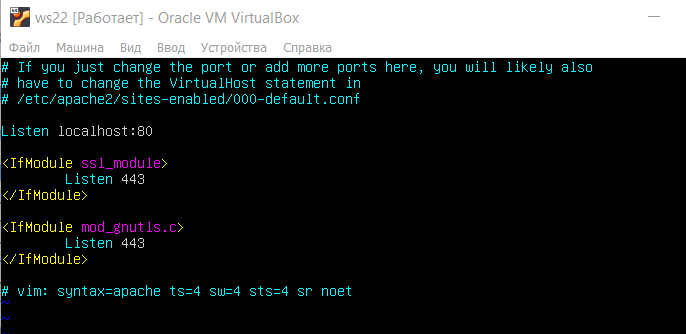 ws22 [Работает] - Oracle VM VirtualBox
Файл Машина Вид Ввод Устройства Справка
# If you just change the port or add more ports here, you will likely also
# have to change the VirtualHost statement in
# /etc/apache2/sites-enabled/000-default.conf
Listen localhost:80
<IfModule ssl_module>
Listen 443
</IfModule>
<IfModule mod_gnutls.c>
Listen 443
</IfModule>
# vim: syntax=apache ts=4 sw=4 sts=4 sr noet
~
~